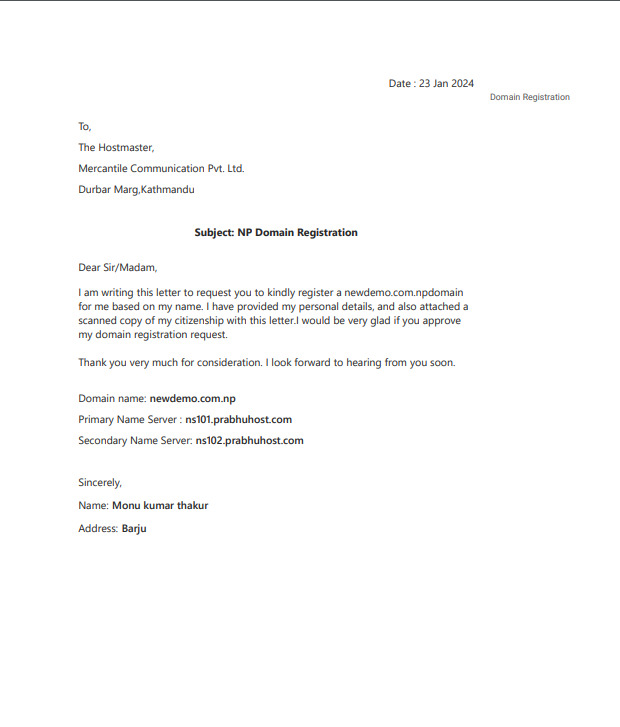 Date : 23 Jan 2024
Domain Registration
To,
The Hostmaster,
Mercantile Communication Pvt. Ltd.
Durbar Marg,Kathmandu
Subject: NP Domain Registration
Dear Sir/Madam,
I am writing this letter to request you to kindly register a newdemo.com.npdomain
for me based on my name. I have provided my personal details, and also attached a
scanned copy of my citizenship with this letter.I would be very glad if you approve
my domain registration request.
Thank you very much for consideration. I look forward to hearing from you soon.
Domain name: newdemo.com.np
Primary Name Server : ns101.prabhuhost.com
Secondary Name Server: ns102.prabhuhost.com
Sincerely,
Name: Monu kumar thakur
Address: Barju